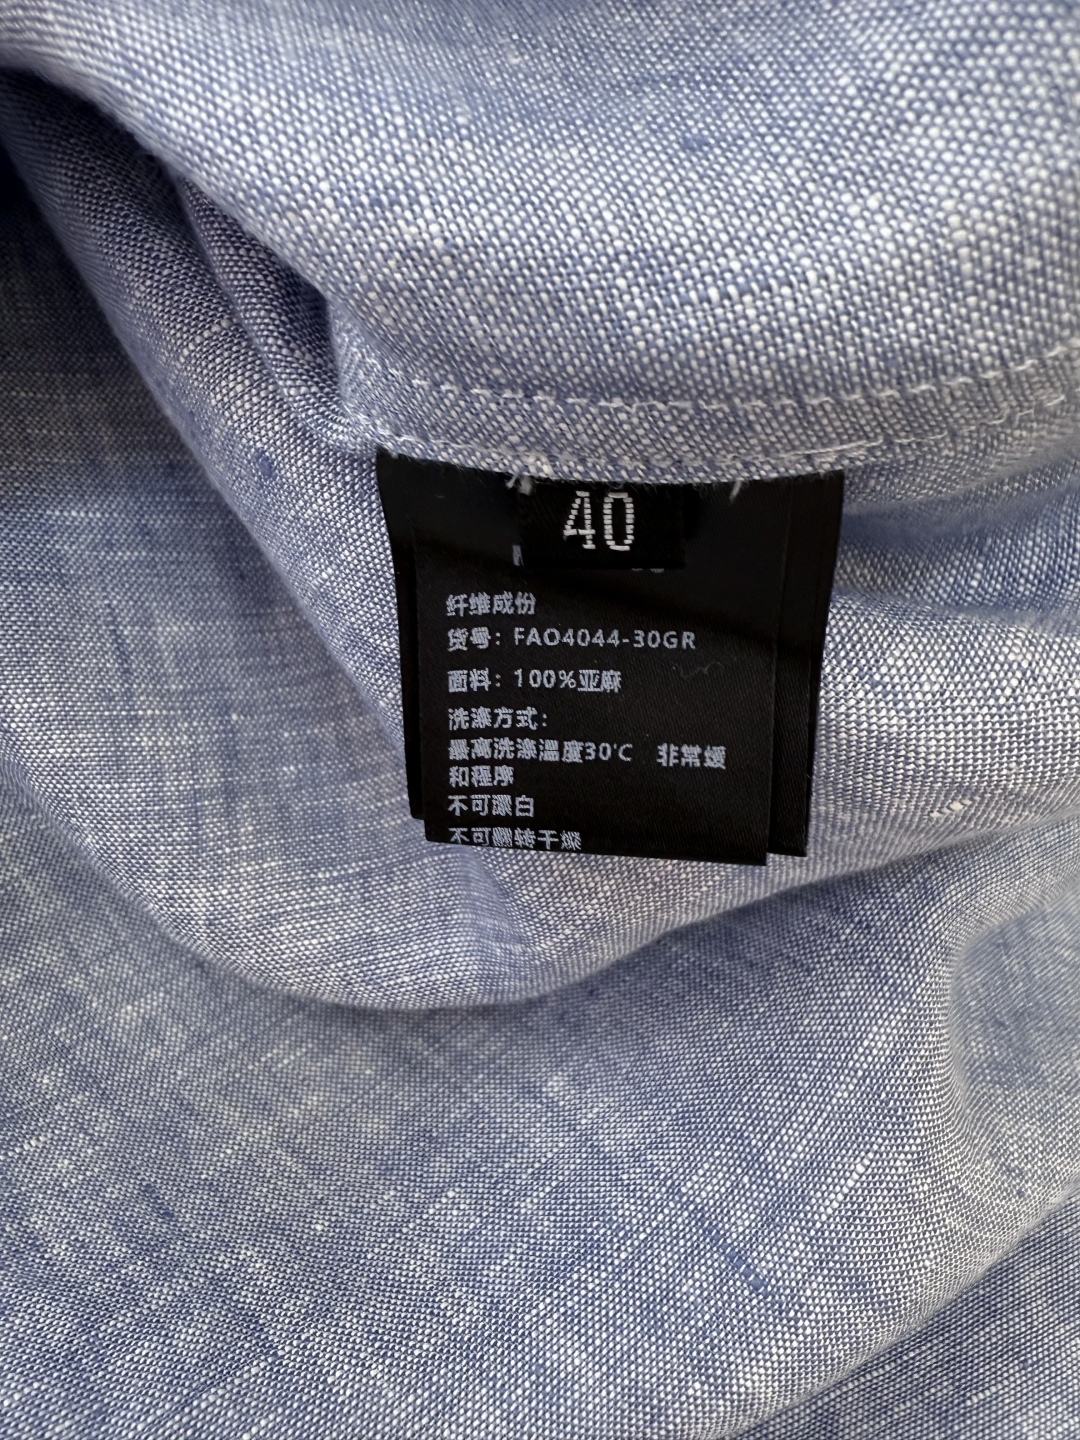 40
纤维成份
货号: FAO4044-30GR
面料: 100%亚麻
洗涤方式:
最高洗涤温度30°C 非常缓
和程序
不可漂白
不可翻转干燥